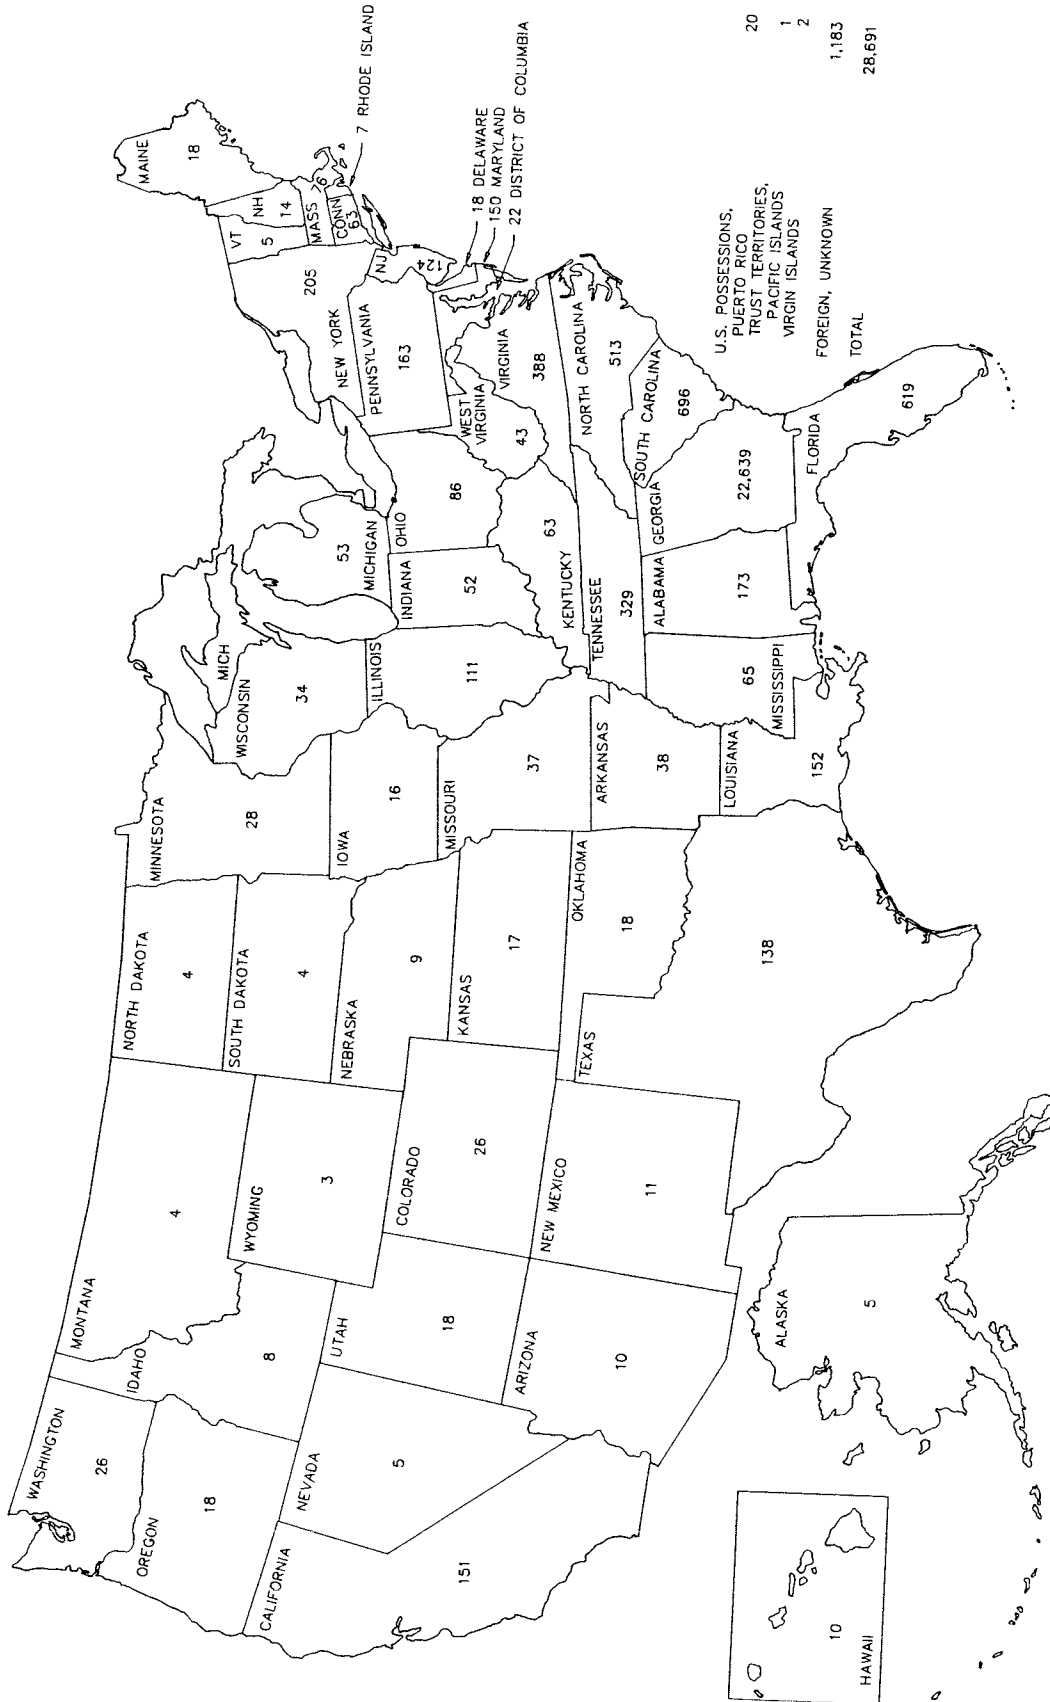 WASHINGTON
26
OREGON
18
CALIFORNIA
151
NEVADA
5
IDAHO
8
MONTANA
4
WYOMING
3
UTAH
18
ARIZONA
10
COLORADO
26
NEW MEXICO
11
NORTH DAKOTA
4
SOUTH DAKOTA
4
NEBRASKA
9
KANSAS
17
OKLAHOMA
18
TEXAS
138
MINNESOTA
28
IOWA
16
MISSOURI
37
ARKANSAS
38
LOUISIANA
152
WISCONSIN
34
MICH
ILLINOIS
111
MICHIGAN
53
INDIANA
52
OHIO
86
KENTUCKY
63
TENNESSEE
329
MISSISSIPPI
65
ALABAMA
173
GEORGIA
22,639
FLORIDA
619
SOUTH CAROLINA
696
NORTH CAROLINA
513
VIRGINIA
388
WEST
VIRGINIA
43
PENNSYLVANIA
163
NEW YORK
205
NJ
124
VT
5
NH
14
MAINE
18
MASS 76
CONN
63
7 RHODE ISLAND
18 DELAWARE
150 MARYLAND
22 DISTRICT OF COLUMBIA
ALASKA
5
10
HAWAII
U.S. POSSESSIONS,
PUERTO RICO 20
TRUST TERRITORIES,
PACIFIC ISLANDS 1
VIRGIN ISLANDS 2
FOREIGN, UNKNOWN 1,183
TOTAL 28,691